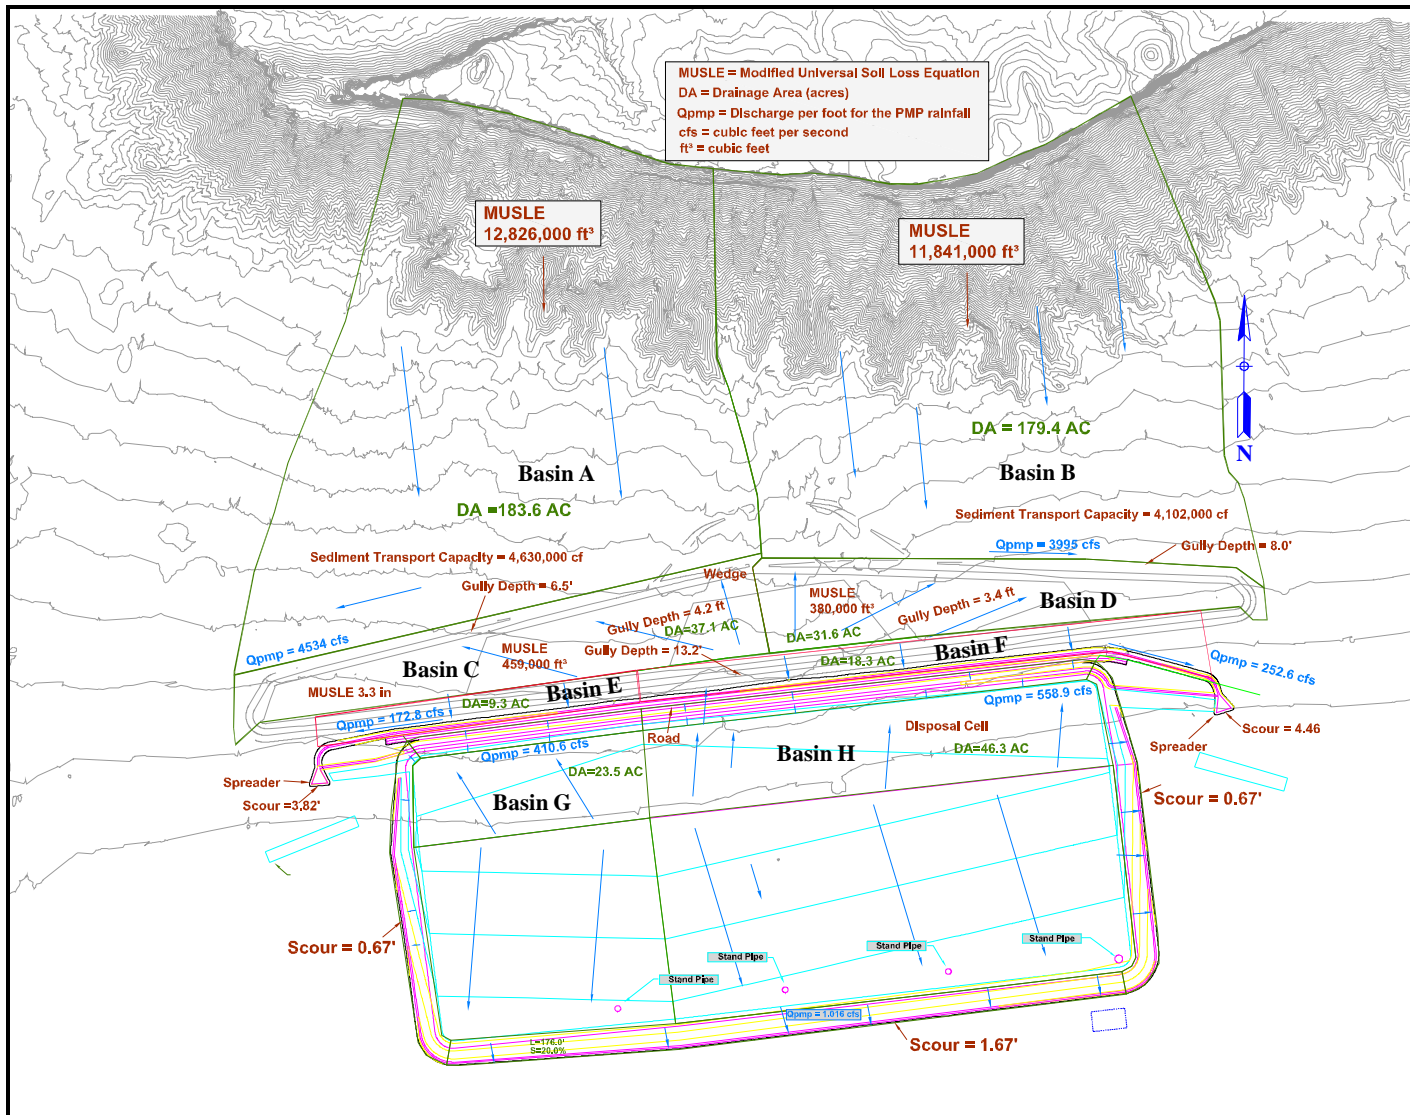 MUSLE = Modified Universal Soil Loss Equation
DA = Drainage Area (acres)
Qpmp = Discharge per foot for the PMP rainfall
cfs = cubic feet per second
ft³ = cubic feet
MUSLE
12,826,000 ft³
MUSLE
11,841,000 ft³
N
DA = 179.4 AC
Basin A
Basin B
DA =183.6 AC
Sediment Transport Capacity = 4,102,000 cf
Qpmp = 3995 cfs
Gully Depth = 8.0'
Sediment Transport Capacity = 4,630,000 cf
Wedge
Gully Depth = 6.5'
MUSLE
380,000 ft³
Gully Depth = 3.4 ft
Basin D
Gully Depth = 4.2 ft
DA=37.1 AC
DA=31.6 AC
Qpmp = 4534 cfs
Gully Depth = 13.2'
MUSLE
459,000 ft³
Basin C
DA=18.3 AC
Basin F
Qpmp = 252.6 cfs
MUSLE 3.3 in
Basin E
DA=9.3 AC
Qpmp = 558.9 cfs
Qpmp = 172.8 cfs
Road
Disposal Cell
Scour = 4.46
Qpmp = 410.6 cfs
Basin H
DA=46.3 AC
Spreader
DA=23.5 AC
Spreader
Scour =3.82'
Basin G
Scour = 0.67'
Scour = 0.67'
Stand Pipe
Stand Pipe
Stand Pipe
Stand Pipe
Qpmp = 1.016 cfs
L=176.0'
S=20.0%
Scour = 1.67'